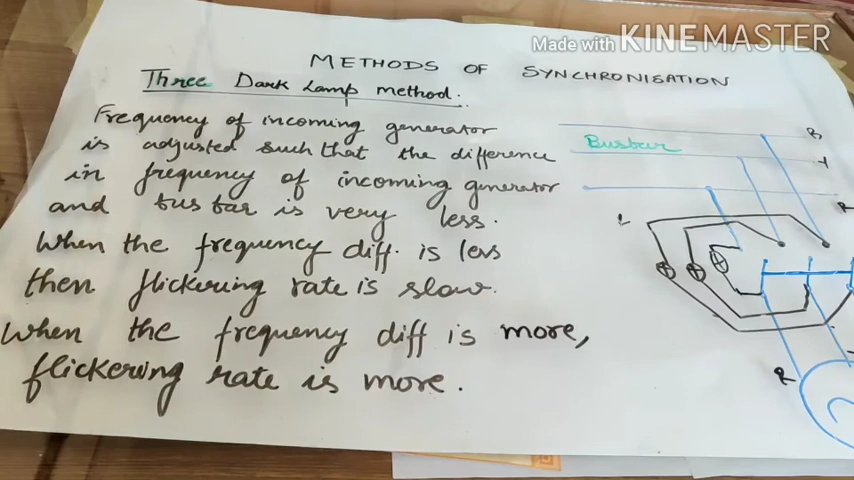 Made with KINEMASTER
METHODS OF SYNCHRONISATION
Three Dark Lamp method.
Frequency of incoming generator
is adjusted such that the difference
in frequency of incoming generator
and busbar is very less.
When the frequency diff. is less
then flickering rate is slow.
When the frequency diff is more,
flickering rate is more.
Busbar
B
Y
R
L
R